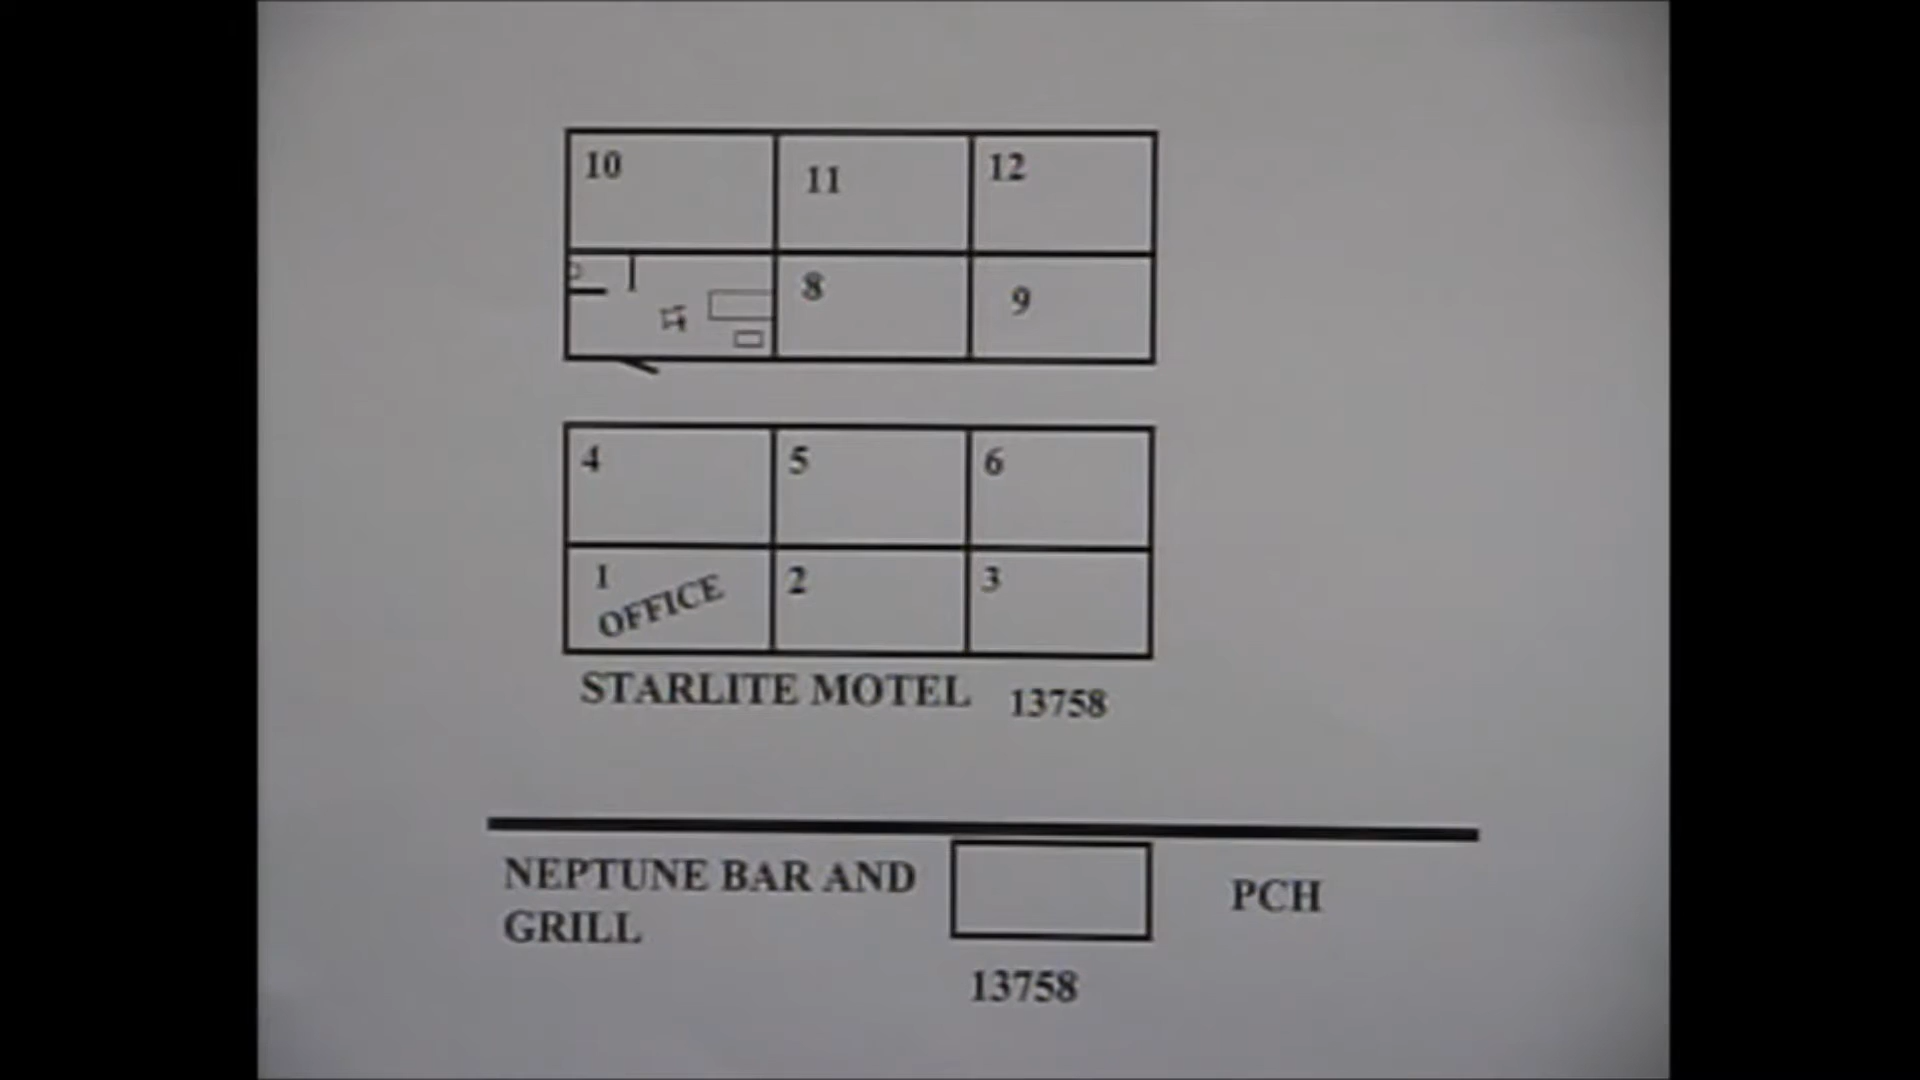 10 11 12
8 9
4 5 6
1 2 3
OFFICE
STARLITE MOTEL 13758
NEPTUNE BAR AND
GRILL
PCH
13758